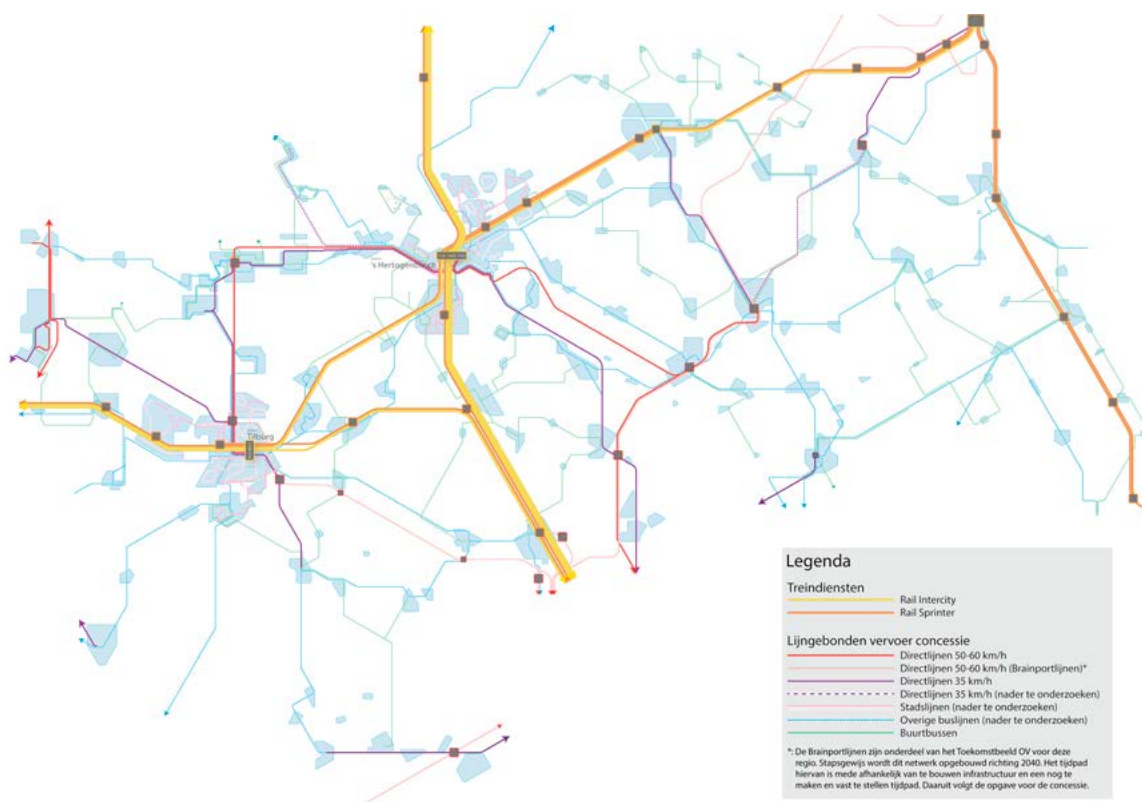 's Hertogenbosch
Tilburg
Legenda
Treindiensten
Rail Intercity
Rail Sprinter
Lijngebonden vervoer concessie
Directlijnen 50-60 km/h
Directlijnen 50-60 km/h (Brainportlijnen)*
Directlijnen 35 km/h
Directlijnen 35 km/h (nader te onderzoeken)
Stadslijnen (nader te onderzoeken)
Overige buslijnen (nader te onderzoeken)
Buurtbussen
*: De Brainportlijnen zijn onderdeel van het Toekomstbeeld OV voor deze
regio. Stapsgewijs wordt dit netwerk opgebouwd richting 2040. Het tijdpad
hiervan is mede afhankelijk van te bouwen infrastructuur en een nog te
maken en vast te stellen tijdpad. Daaruit volgt de opgave voor de concessie.